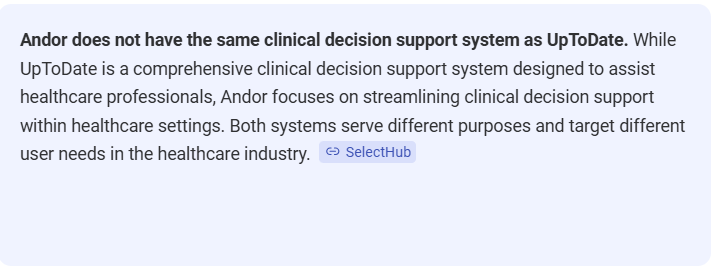 Andor does not have the same clinical decision support system as UpToDate. While
UpToDate is a comprehensive clinical decision support system designed to assist
healthcare professionals, Andor focuses on streamlining clinical decision support
within healthcare settings. Both systems serve different purposes and target different
user needs in the healthcare industry. SelectHub